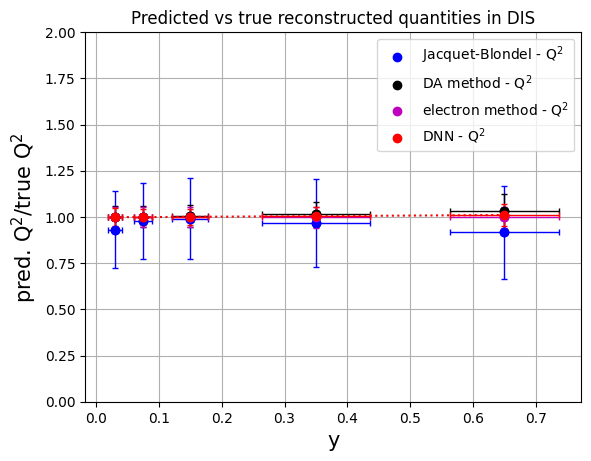 Predicted vs true reconstructed quantities in DIS
Jacquet-Blondel - Q²
DA method - Q²
electron method - Q²
DNN - Q²
pred. Q²/true Q²
2.00
1.75
1.50
1.25
1.00
0.75
0.50
0.25
0.00
0.0 0.1 0.2 0.3 0.4 0.5 0.6 0.7
y